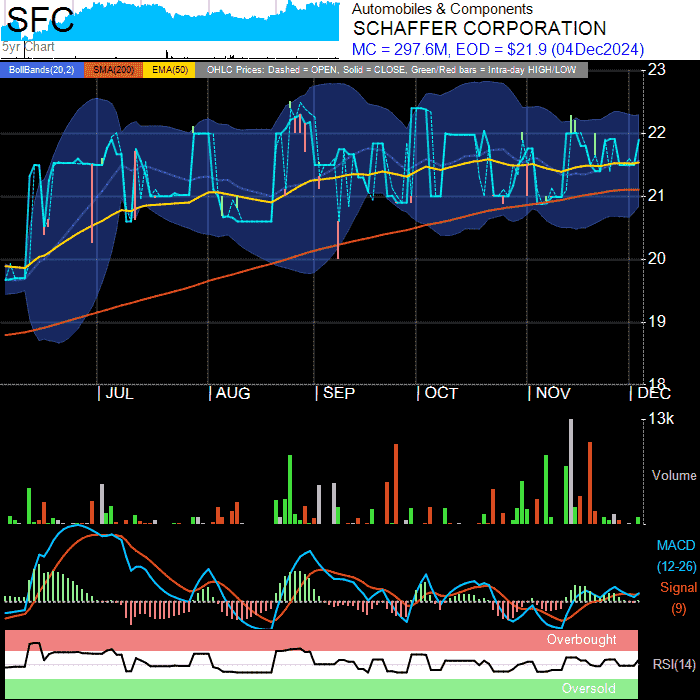 SFC
5yr Chart
Automobiles & Components
SCHAFFER CORPORATION
MC = 297.6M, EOD = $21.9 (04Dec2024)
BollBands(20,2) SMA(200) EMA(50) OHLC Prices: Dashed = OPEN, Solid = CLOSE, Green/Red bars = Intra-day HIGH/LOW
23
22
21
20
19
18
| JUL | AUG | SEP | OCT | NOV | DEC
13k
Volume
MACD
(12-26)
Signal
(9)
Overbought
RSI(14)
Oversold